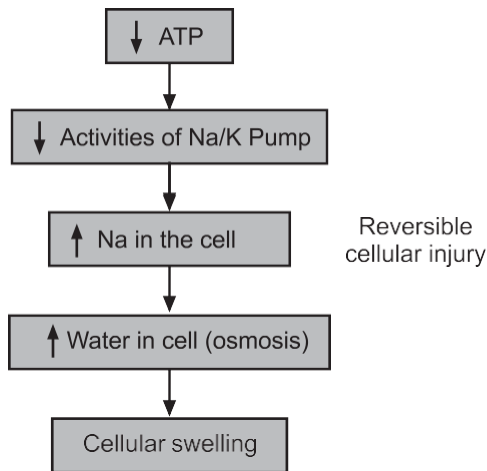 ↓ ATP
↓ Activities of Na/K Pump
↑ Na in the cell
Reversible
cellular injury
↑ Water in cell (osmosis)
Cellular swelling